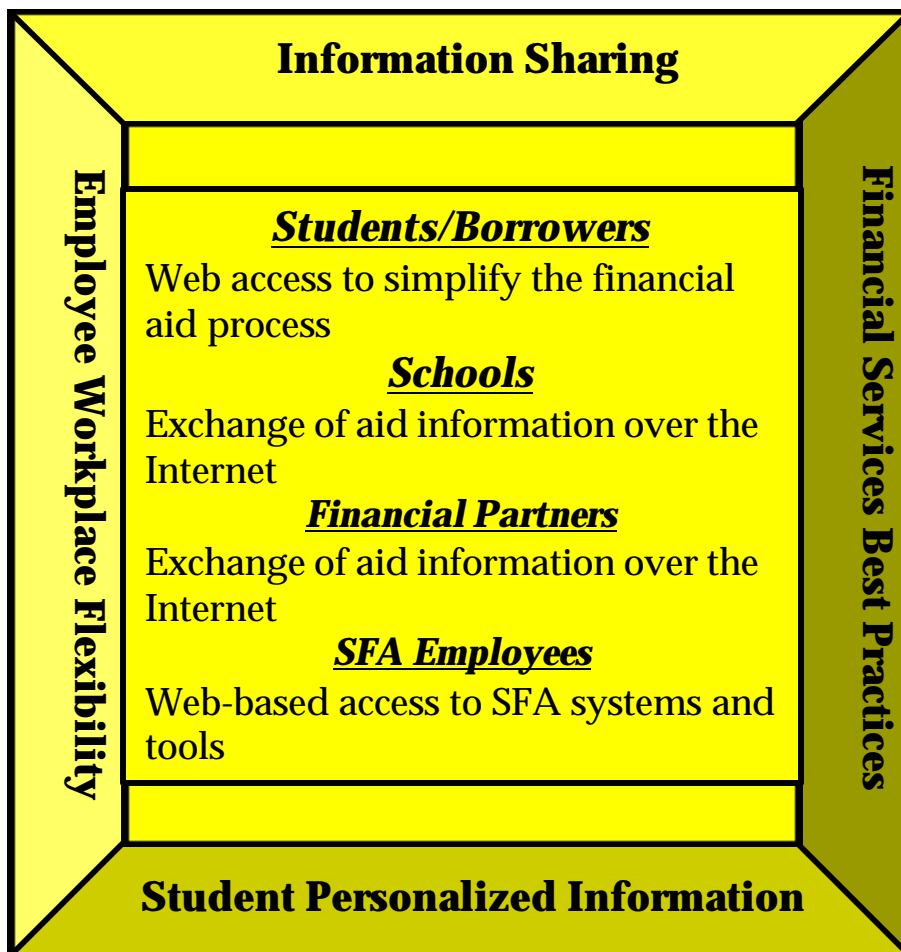 Information Sharing
Employee Workplace Flexibility
Students/Borrowers
Web access to simplify the financial
aid process
Schools
Exchange of aid information over the
Internet
Financial Partners
Exchange of aid information over the
Internet
SFA Employees
Web-based access to SFA systems and
tools
Financial Services Best Practices
Student Personalized Information